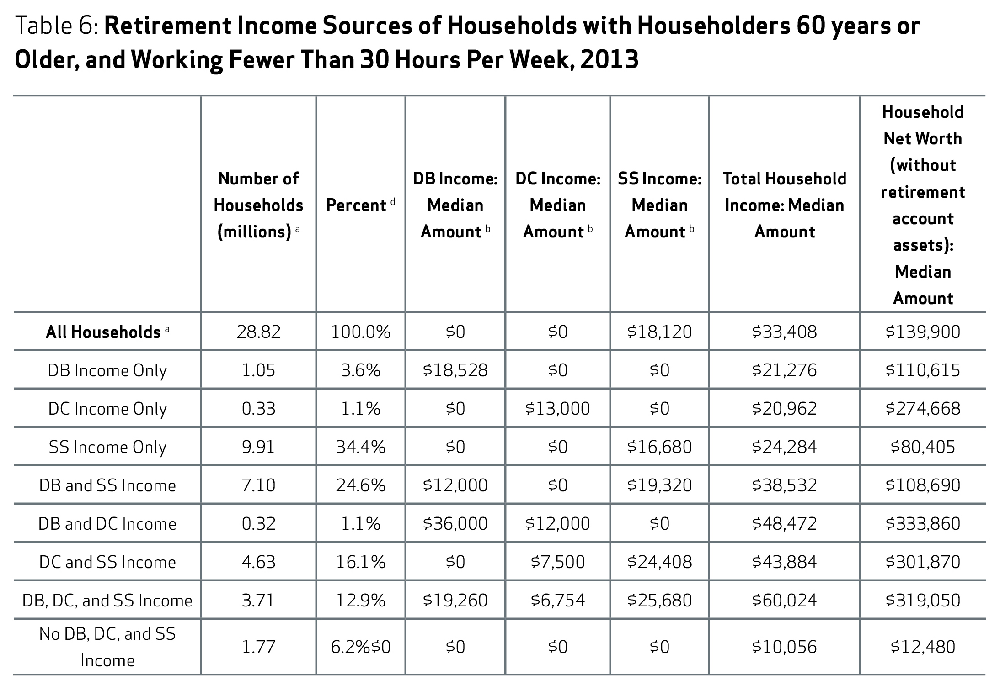 Table 6: Retirement Income Sources of Households with Householders 60 years or
Older, and Working Fewer Than 30 Hours Per Week, 2013
Number of
Households
(millions) a
Percent d
DB Income:
Median
Amount b
DC Income:
Median
Amount b
SS Income:
Median
Amount b
Total Household
Income: Median
Amount
Household
Net Worth
(without
retirement
account
assets):
Median
Amount
All Households a 28.82 100.0% $0 $0 $18,120 $33,408 $139,900
DB Income Only 1.05 3.6% $18,528 $0 $0 $21,276 $110,615
DC Income Only 0.33 1.1% $0 $13,000 $0 $20,962 $274,668
SS Income Only 9.91 34.4% $0 $0 $16,680 $24,284 $80,405
DB and SS Income 7.10 24.6% $12,000 $0 $19,320 $38,532 $108,690
DB and DC Income 0.32 1.1% $36,000 $12,000 $0 $48,472 $333,860
DC and SS Income 4.63 16.1% $0 $7,500 $24,408 $43,884 $301,870
DB, DC, and SS Income 3.71 12.9% $19,260 $6,754 $25,680 $60,024 $319,050
No DB, DC, and SS
Income
1.77 6.2%$0 $0 $0 $0 $10,056 $12,480